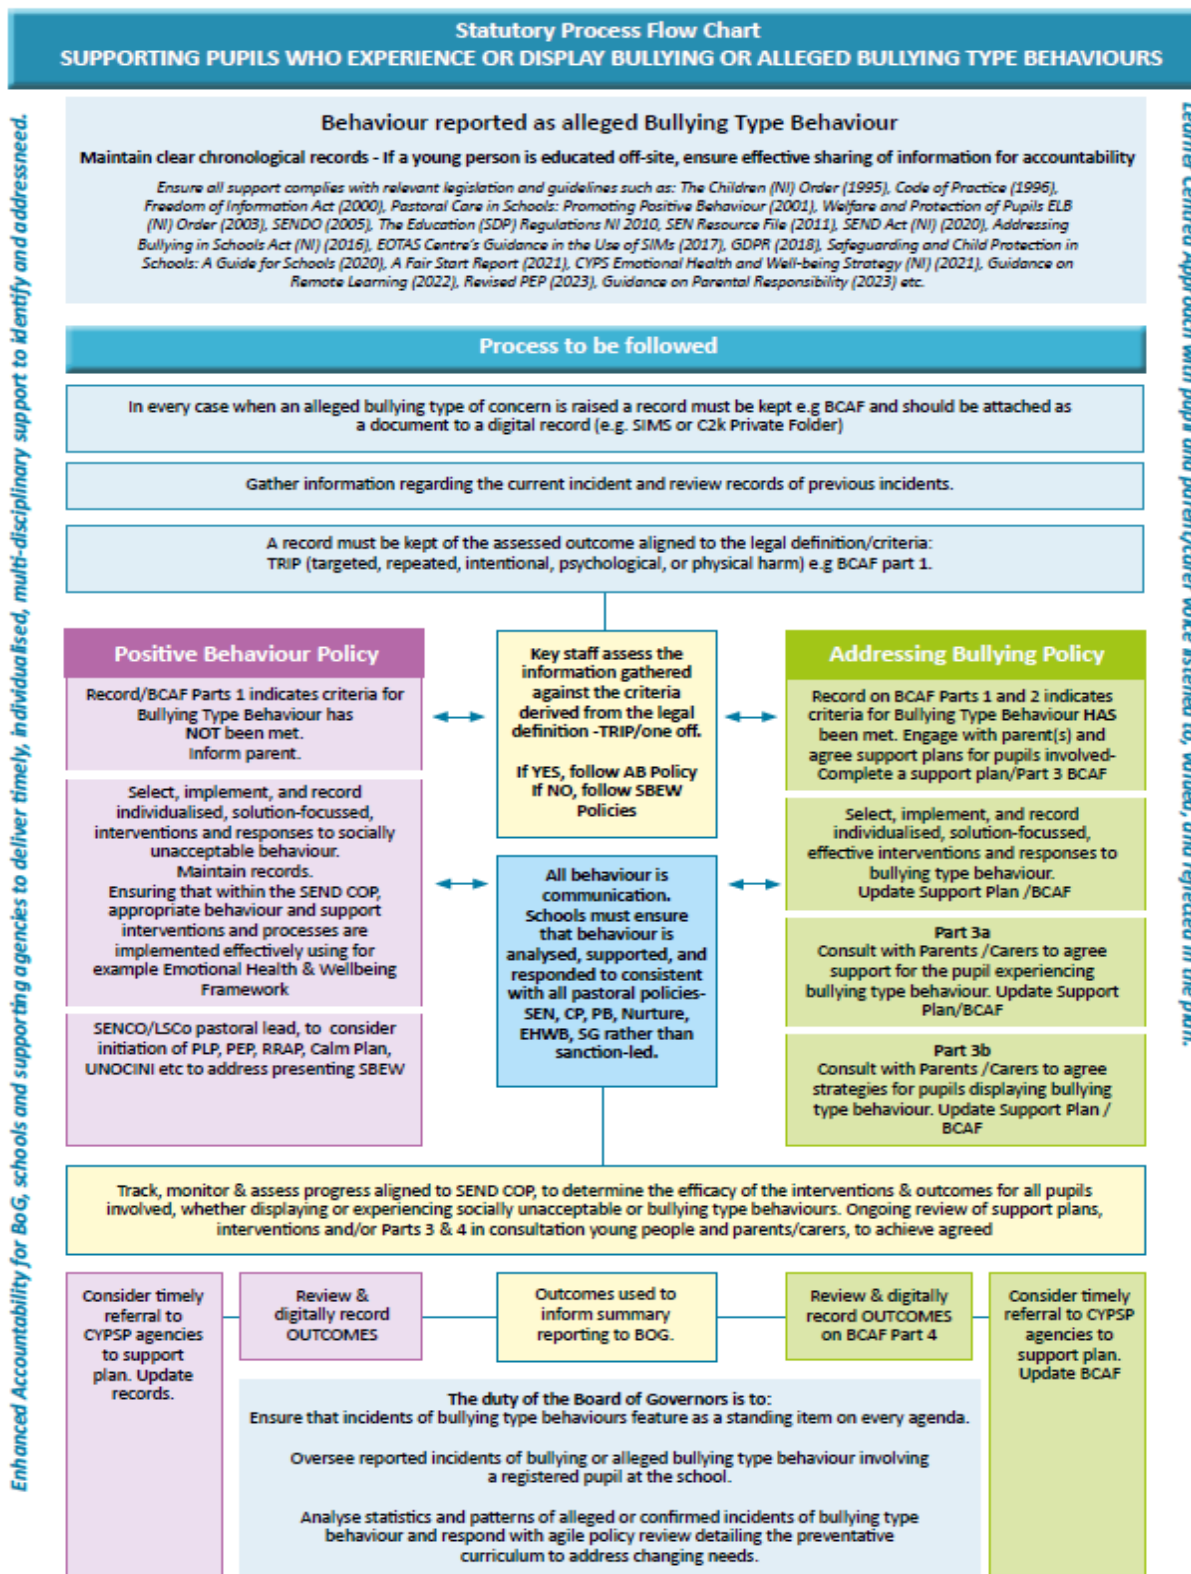 Statutory Process Flow Chart
SUPPORTING PUPILS WHO EXPERIENCE OR DISPLAY BULLYING OR ALLEGED BULLYING TYPE BEHAVIOURS
Enhanced Accountability for BoG, schools and supporting agencies to deliver timely, individualised, multi-disciplinary support to identify and addressneed.
Behaviour reported as alleged Bullying Type Behaviour
Maintain clear chronological records - If a young person is educated off-site, ensure effective sharing of information for accountability
Ensure all support complies with relevant legislation and guidelines such as: The Children (NI) Order (1995), Code of Practice (1996),
Freedom of Information Act (2000), Pastoral Care in Schools: Promoting Positive Behaviour (2001), Welfare and Protection of Pupils ELB
(NI) Order (2003), SENDO (2005), The Education (SDP) Regulations NI 2010, SEN Resource File (2011), SEND Act (NI) (2020), Addressing
Bullying in Schools Act (NI) (2016), EOTAS Centre's Guidance in the Use of SIMs (2017), GDPR (2018), Safeguarding and Child Protection in
Schools: A Guide for Schools (2020), A Fair Start Report (2021), CYPS Emotional Health and Well-being Strategy (NI) (2021), Guidance on
Remote Learning (2022), Revised PEP (2023), Guidance on Parental Responsibility (2023) etc.
Process to be followed
In every case when an alleged bullying type of concern is raised a record must be kept e.g BCAF and should be attached as
a document to a digital record (e.g. SIMS or C2k Private Folder)
Gather information regarding the current incident and review records of previous incidents.
A record must be kept of the assessed outcome aligned to the legal definition/criteria:
TRIP (targeted, repeated, intentional, psychological, or physical harm) e.g BCAF part 1.
Positive Behaviour Policy
Record/BCAF Parts 1 indicates criteria for
Bullying Type Behaviour has
NOT been met.
Inform parent.
Select, implement, and record
individualised, solution-focussed,
interventions and responses to socially
unacceptable behaviour.
Maintain records.
Ensuring that within the SEND COP,
appropriate behaviour and support
interventions and processes are
implemented effectively using for
example Emotional Health & Wellbeing
Framework
SENCO/LSCo pastoral lead, to consider
initiation of PLP, PEP, RRAP, Calm Plan,
UNOCINI etc to address presenting SBEW
Key staff assess the
information gathered
against the criteria
derived from the legal
definition -TRIP/one off.
If YES, follow AB Policy
If NO, follow SBEW
Policies
All behaviour is
communication.
Schools must ensure
that behaviour is
analysed, supported, and
responded to consistent
with all pastoral policies-
SEN, CP, PB, Nurture,
EHWB, SG rather than
sanction-led.
Addressing Bullying Policy
Record on BCAF Parts 1 and 2 indicates
criteria for Bullying Type Behaviour HAS
been met. Engage with parent(s) and
agree support plans for pupils involved-
Complete a support plan/Part 3 BCAF
Select, implement, and record
individualised, solution-focussed,
effective interventions and responses to
bullying type behaviour.
Update Support Plan /BCAF
Part 3a
Consult with Parents /Carers to agree
support for the pupil experiencing
bullying type behaviour. Update Support
Plan/BCAF
Part 3b
Consult with Parents /Carers to agree
strategies for pupils displaying bullying
type behaviour. Update Support Plan /
BCAF
Track, monitor & assess progress aligned to SEND COP, to determine the efficacy of the interventions & outcomes for all pupils
involved, whether displaying or experiencing socially unacceptable or bullying type behaviours. Ongoing review of support plans,
interventions and/or Parts 3 & 4 in consultation young people and parents/carers, to achieve agreed
Consider timely
referral to
CYPSP agencies
to support
plan. Update
records.
Review &
digitally record
OUTCOMES
Outcomes used to
inform summary
reporting to BOG.
Review & digitally
record OUTCOMES
on BCAF Part 4
Consider timely
referral to CYPSP
agencies to
support plan.
Update BCAF
The duty of the Board of Governors is to:
Ensure that incidents of bullying type behaviours feature as a standing item on every agenda.
Oversee reported incidents of bullying or alleged bullying type behaviour involving
a registered pupil at the school.
Analyse statistics and patterns of alleged or confirmed incidents of bullying type
behaviour and respond with agile policy review detailing the preventative
curriculum to address changing needs.
Approach with pupil and parent/carer voice listened to, valued, and reflected in the plan.